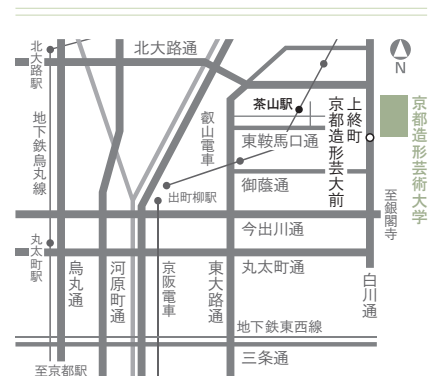 北大路駅
北大路通
N
茶山駅
上終町
京都造形芸大前
京都造形芸術大学
地下鉄烏丸線
叡山電車
東鞍馬口通
出町柳駅
御蔭通
至銀閣寺
今出川通
丸太町駅
烏丸通
河原町通
京阪電車
東大路通
丸太町通
白川通
地下鉄東西線
三条通
至京都駅